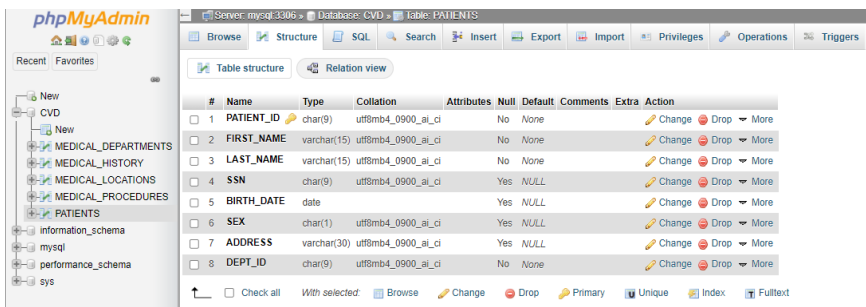 phpMyAdmin
Recent Favorites
New
CVD
New
MEDICAL_DEPARTMENTS
MEDICAL_HISTORY
MEDICAL_LOCATIONS
MEDICAL_PROCEDURES
PATIENTS
information_schema
mysql
performance_schema
sys
Server: mysql:3306 » Database: CVD » Table: PATIENTS
Browse Structure SQL Search Insert Export Import Privileges Operations Triggers
Table structure Relation view
# Name Type Collation Attributes Null Default Comments Extra Action
1 PATIENT_ID char(9) utf8mb4_0900_ai_ci No None Change Drop More
2 FIRST_NAME varchar(15) utf8mb4_0900_ai_ci No None Change Drop More
3 LAST_NAME varchar(15) utf8mb4_0900_ai_ci No None Change Drop More
4 SSN char(9) utf8mb4_0900_ai_ci Yes NULL Change Drop More
5 BIRTH_DATE date Yes NULL Change Drop More
6 SEX char(1) utf8mb4_0900_ai_ci Yes NULL Change Drop More
7 ADDRESS varchar(30) utf8mb4_0900_ai_ci Yes NULL Change Drop More
8 DEPT_ID char(9) utf8mb4_0900_ai_ci No None Change Drop More
Check all With selected: Browse Change Drop Primary Unique Index Fulltext